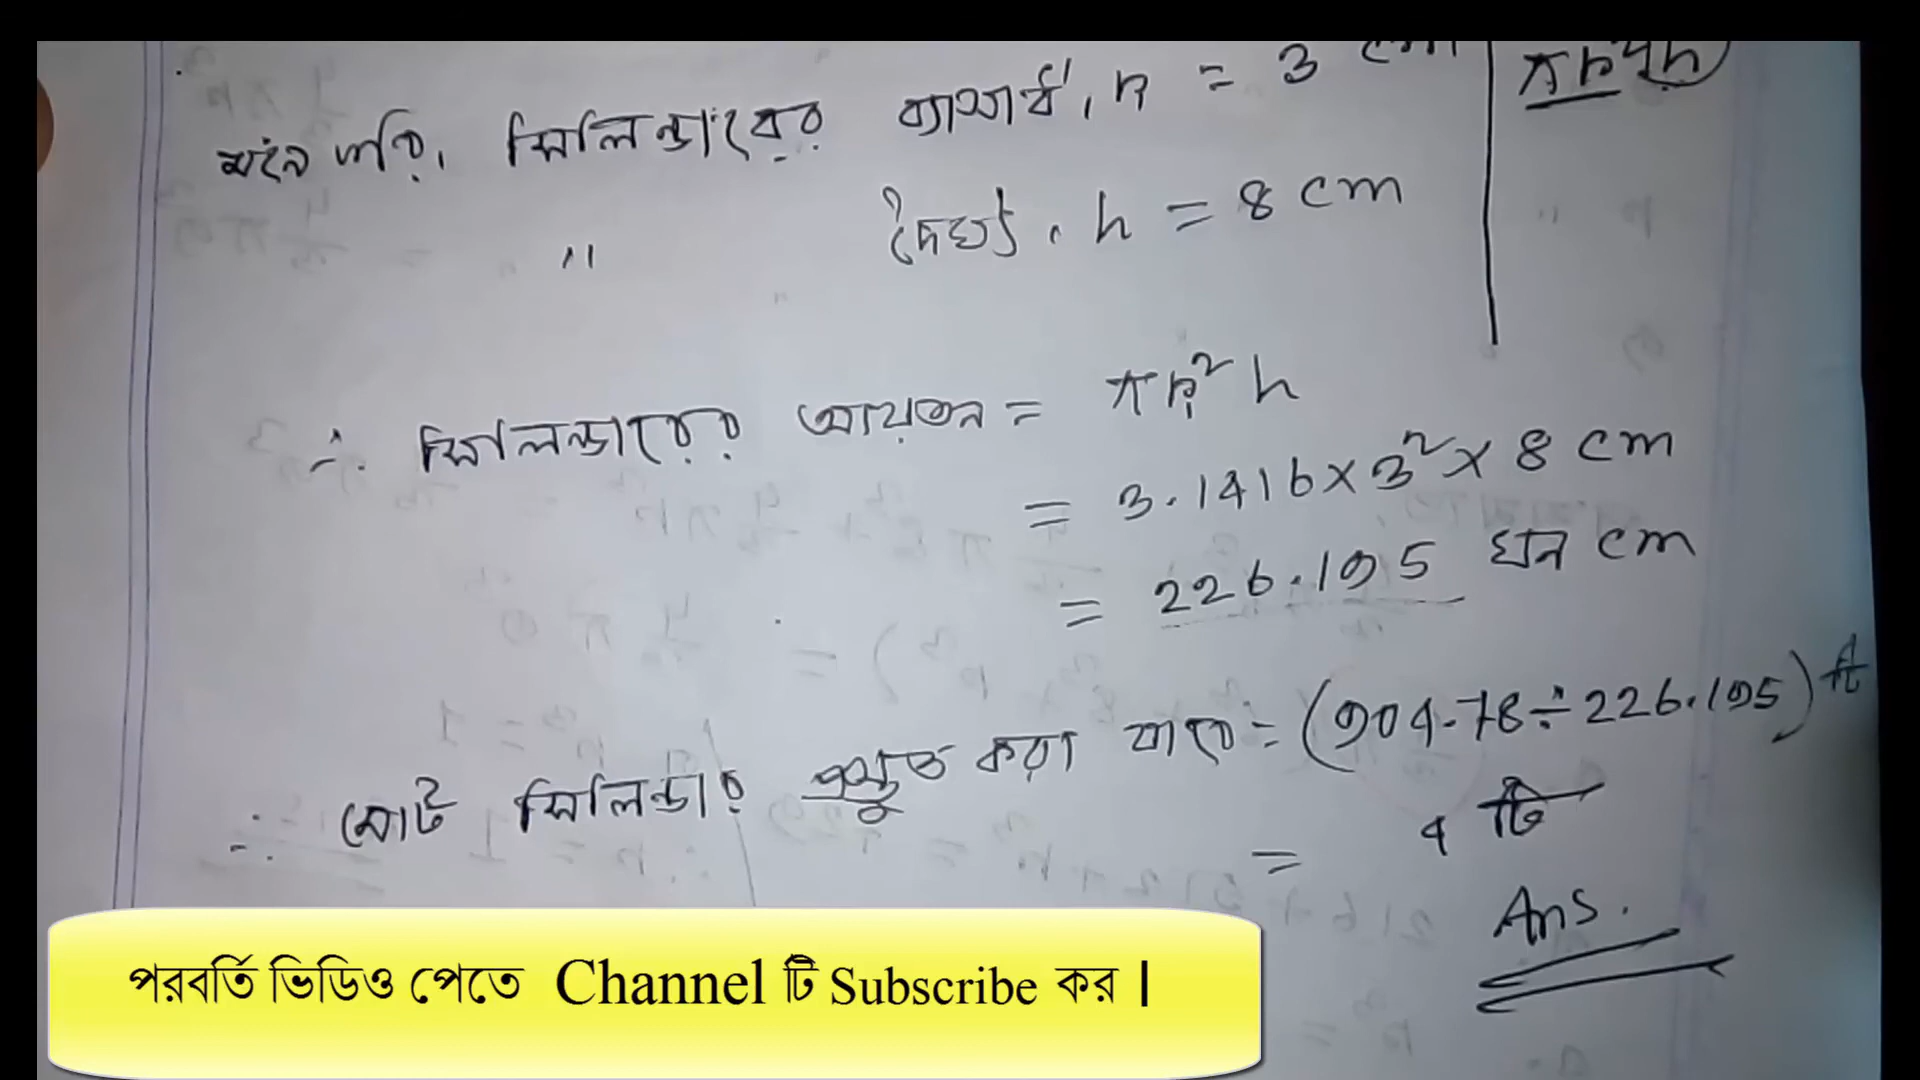 মনে করি, সিলিন্ডারের ব্যাসার্ধ, r = 3 cm
πr²h
" দৈর্ঘ্য, h = 8 cm
∴ সিলিন্ডারের আয়তন = πr² h
= 3.1416 × 3² × 8 cm
= 226.195 ঘন cm
∴ মোট সিলিন্ডার প্রস্তুত করা যাবে = (904.78 ÷ 226.195) টি
= 4 টি
Ans.
পরবর্তি ভিডিও পেতে Channel টি Subscribe কর ।